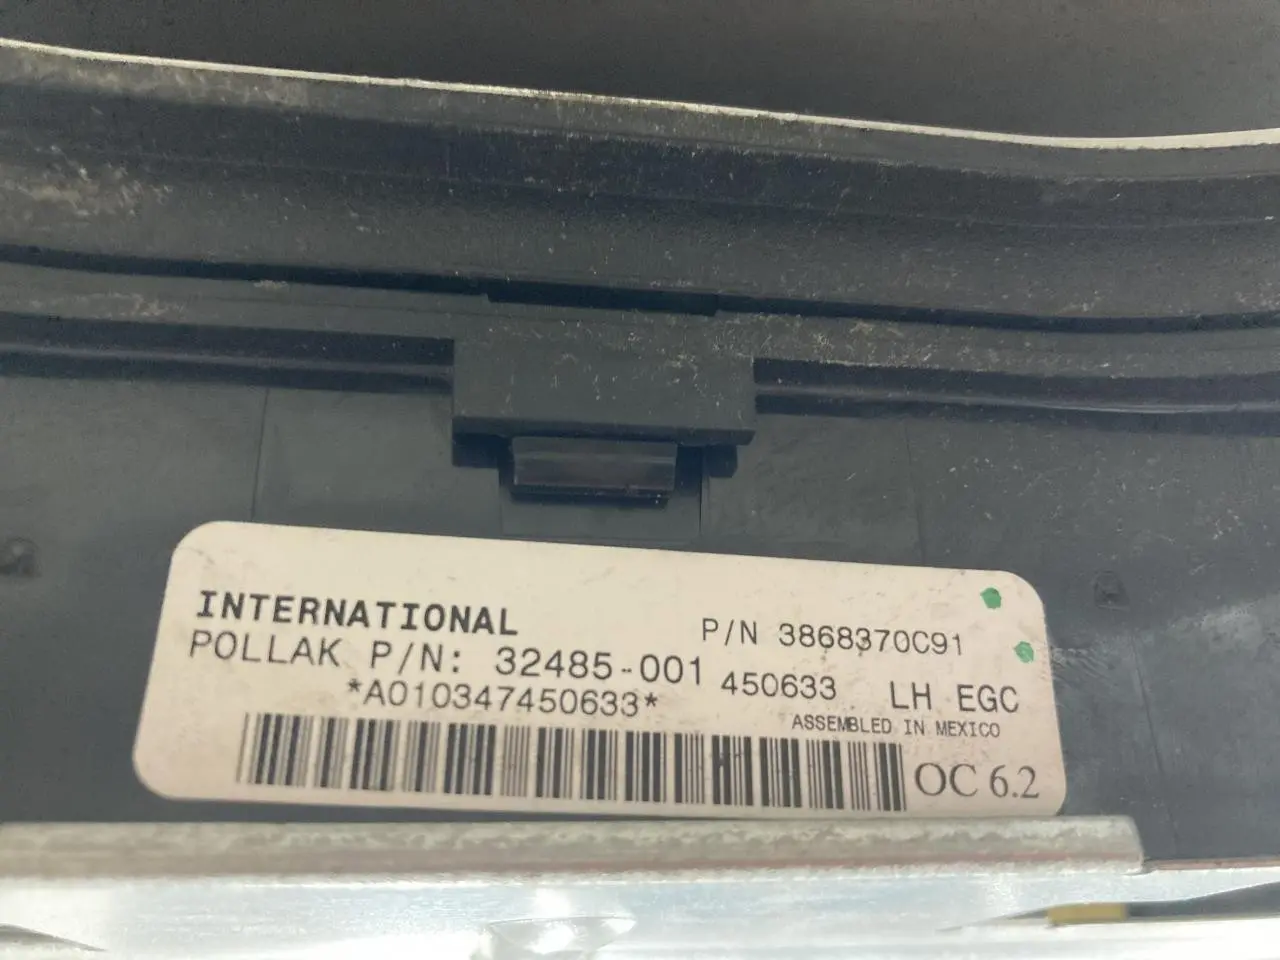 INTERNATIONAL
P/N 3868370C91
POLLAK P/N: 32485-001
450633 LH EGC
*A010347450633*
ASSEMBLED IN MEXICO
OC 6.2